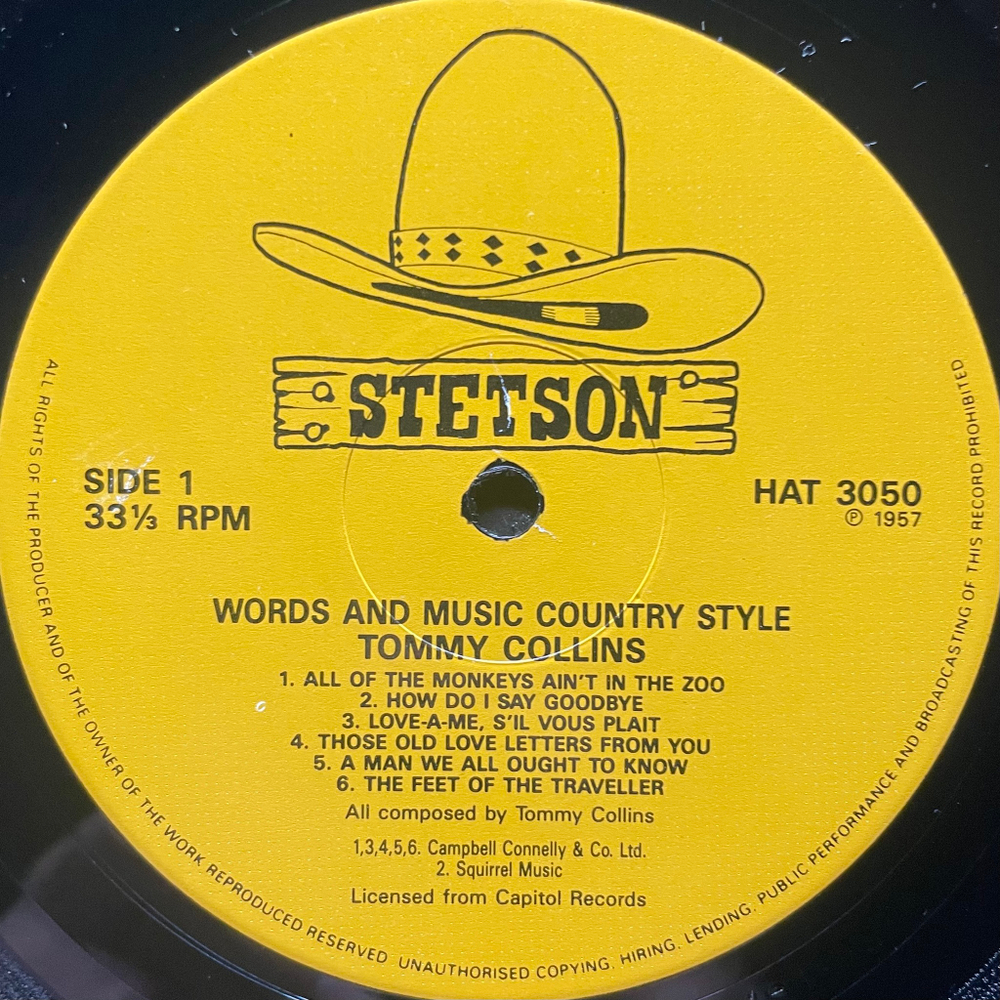 STETSON
SIDE 1
33⅓ RPM
HAT 3050
℗ 1957
WORDS AND MUSIC COUNTRY STYLE
TOMMY COLLINS
1. ALL OF THE MONKEYS AIN'T IN THE ZOO
2. HOW DO I SAY GOODBYE
3. LOVE-A-ME, S'IL VOUS PLAIT
4. THOSE OLD LOVE LETTERS FROM YOU
5. A MAN WE ALL OUGHT TO KNOW
6. THE FEET OF THE TRAVELLER
All composed by Tommy Collins
1,3,4,5,6. Campbell Connelly & Co. Ltd.
2. Squirrel Music
Licensed from Capitol Records
ALL RIGHTS OF THE PRODUCER AND OF THE OWNER OF THE WORK REPRODUCED RESERVED UNAUTHORISED COPYING, HIRING, LENDING, PUBLIC PERFORMANCE AND BROADCASTING OF THIS RECORD PROHIBITED